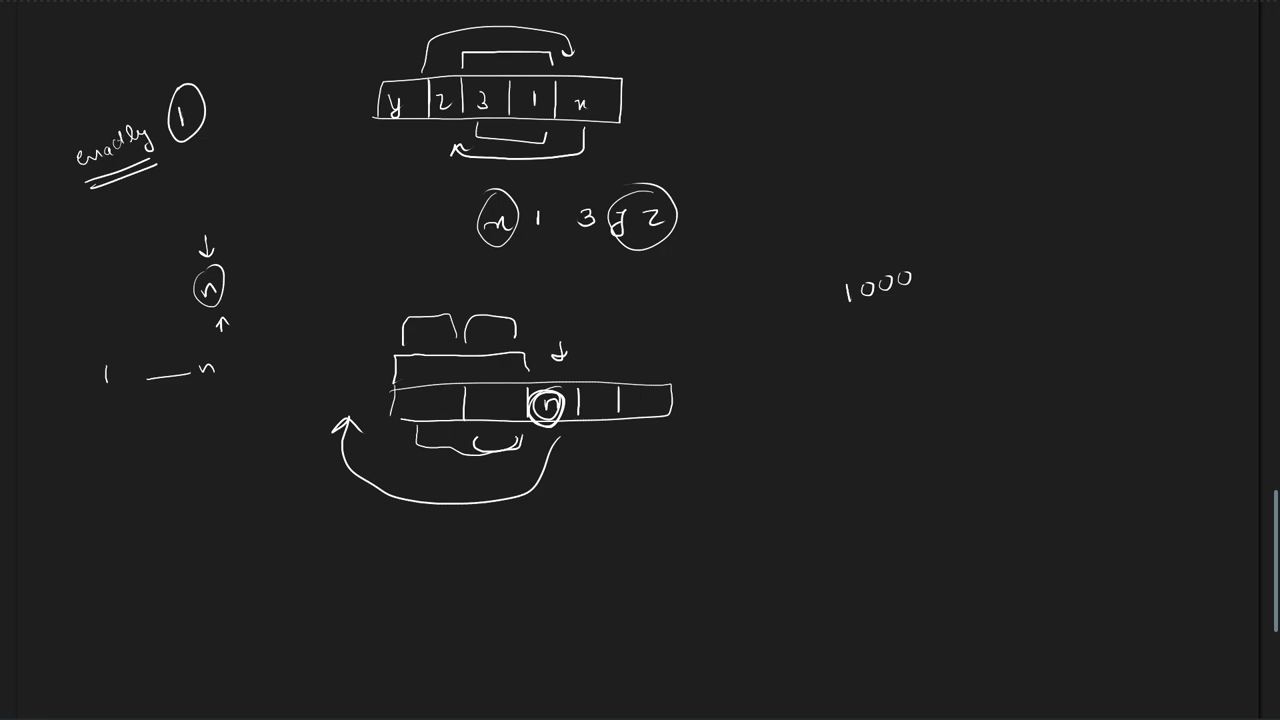 y 2 3 1 x
exactly 1
x 1 3 y 2
n
1000
1 — n
n